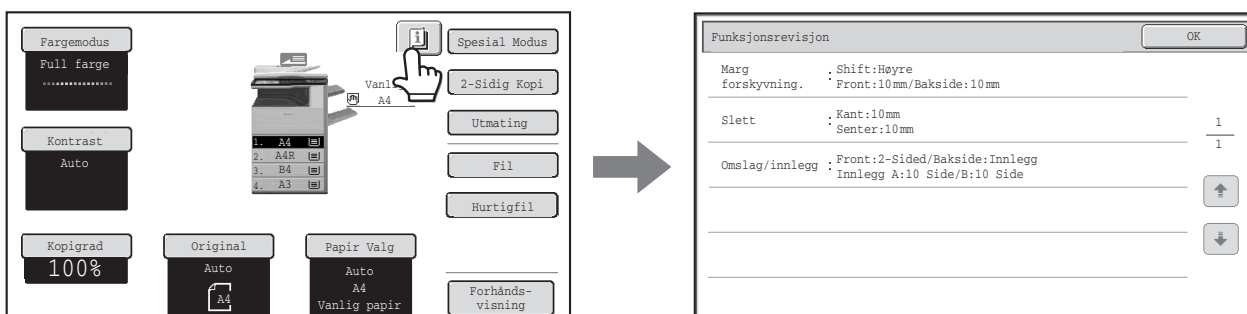 Fargemodus
Full farge
Kontrast
Auto
Kopigrad
100%
Original
Auto
A4
Papir Valg
Auto
A4
Vanlig papir
A4
1. A4
2. A4R
3. B4
4. A3
Spesial Modus
2-Sidig Kopi
Utmating
Fil
Hurtigfil
Forhånds-
visning
Funksjonsrevisjon
OK
Marg
forskyvning.
: Shift:Høyre
Front:10mm/Bakside:10mm
Slett
: Kant:10mm
Senter:10mm
Omslag/innlegg
: Front:2-Sided/Bakside:Innlegg
Innlegg A:10 Side/B:10 Side
1
1